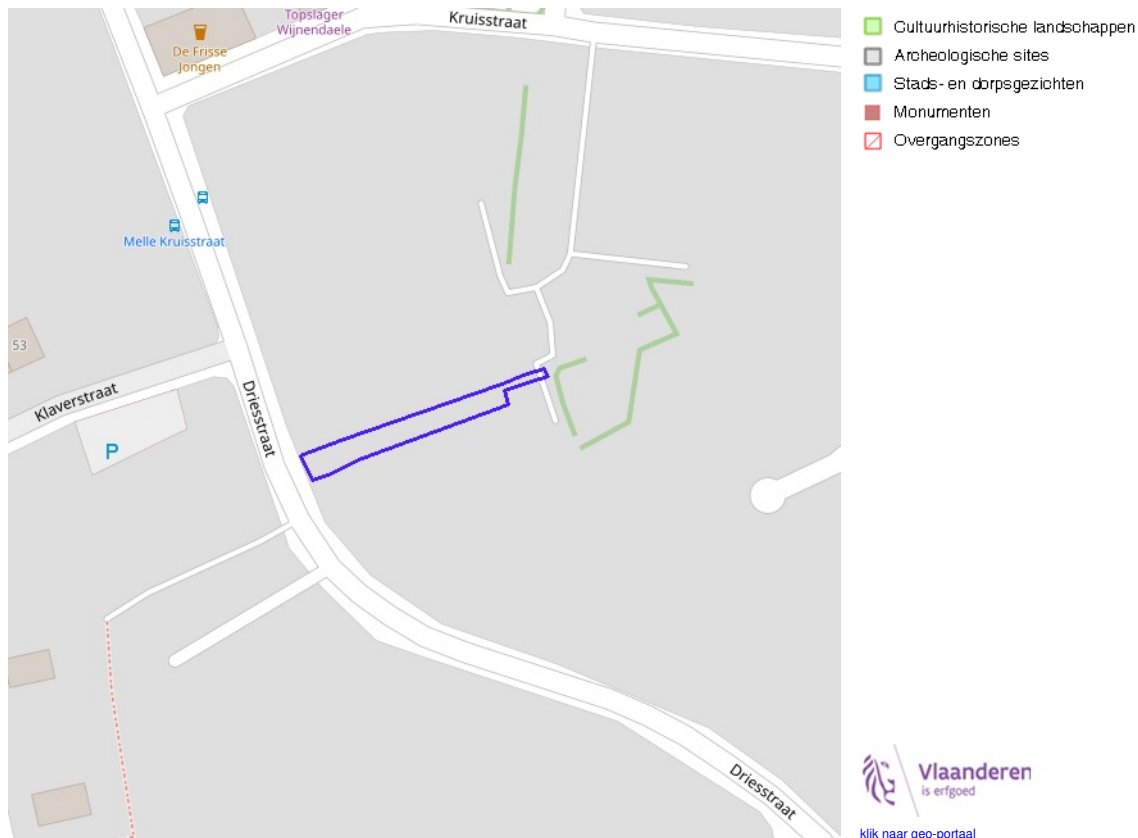 Topslager
Wijnendaele
Kruisstraat
De Frisse
Jongen
Melle Kruisstraat
53
Klaverstraat
Driesstraat
P
Driesstraat
Cultuurhistorische landschappen
Archeologische sites
Stads- en dorpsgezichten
Monumenten
Overgangszones
Vlaanderen
is erfgoed
klik naar geo-portaal